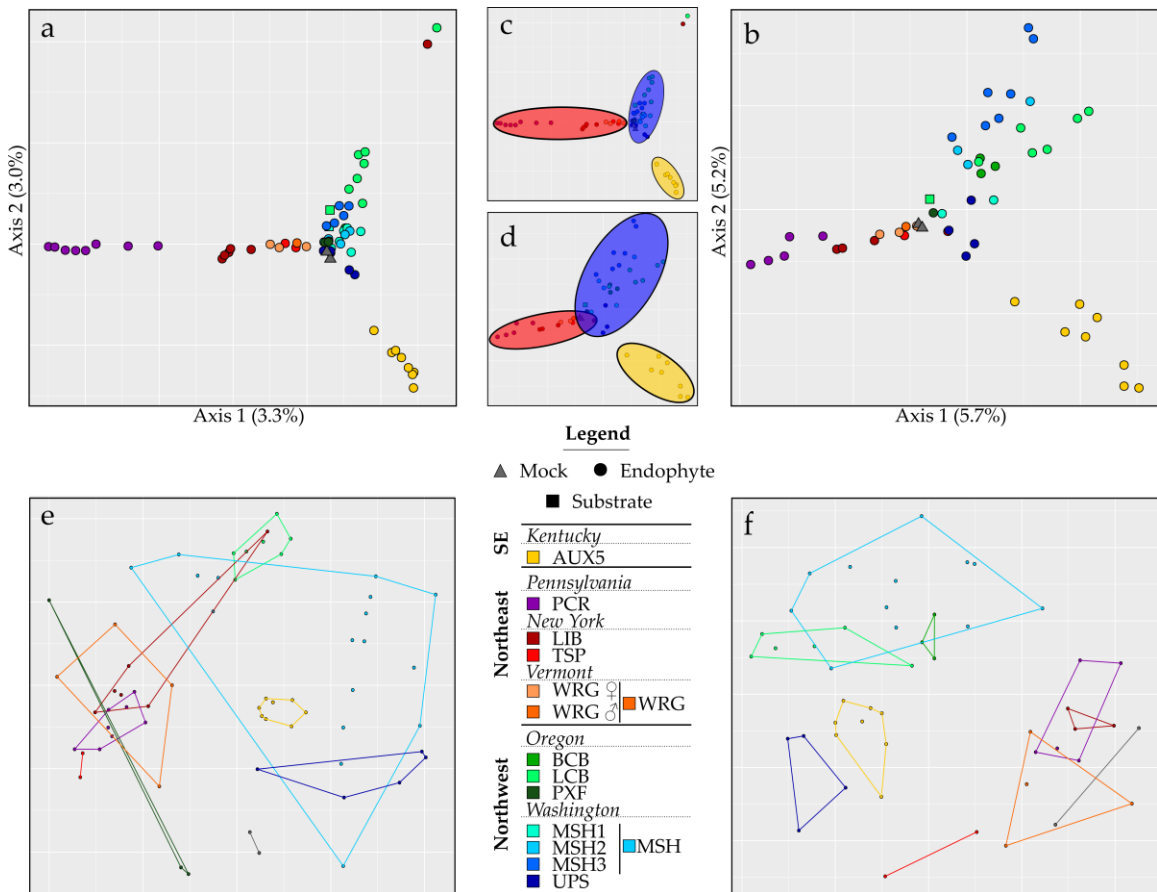 a
Axis 2 (3.0%)
Axis 1 (3.3%)
c
d
b
Axis 2 (5.2%)
Axis 1 (5.7%)
Legend
Mock
Endophyte
Substrate
SE
Kentucky
AUX5
Northeast
Pennsylvania
PCR
New York
LIB
TSP
Vermont
WRG ♀
WRG ♂
WRG
Northwest
Oregon
BCB
LCB
PXF
Washington
MSH1
MSH2
MSH3
MSH
UPS
e
f